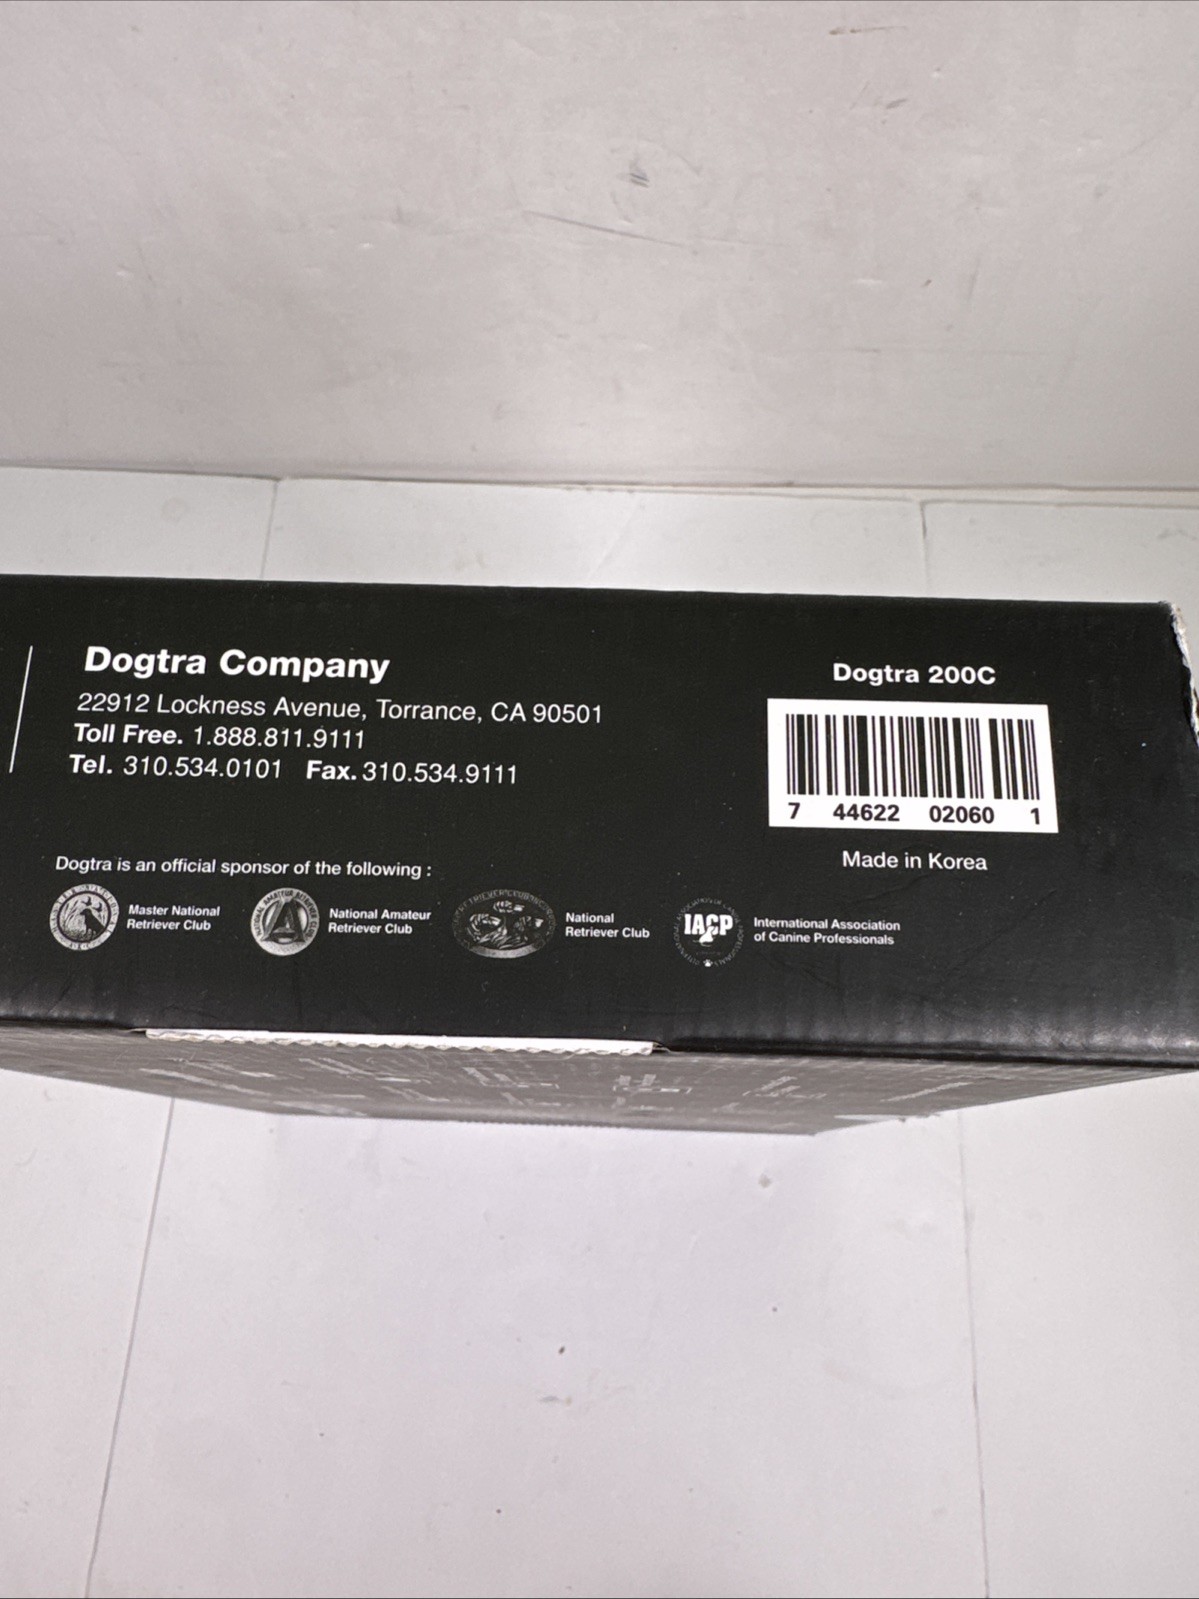 Dogtra Company
22912 Lockness Avenue, Torrance, CA 90501
Toll Free. 1.888.811.9111
Tel. 310.534.0101 Fax. 310.534.9111
Dogtra 200C
7 44622 02060 1
Made in Korea
Dogtra is an official sponsor of the following :
Master National
Retriever Club
National Amateur
Retriever Club
National
Retriever Club
IACP
International Association
of Canine Professionals